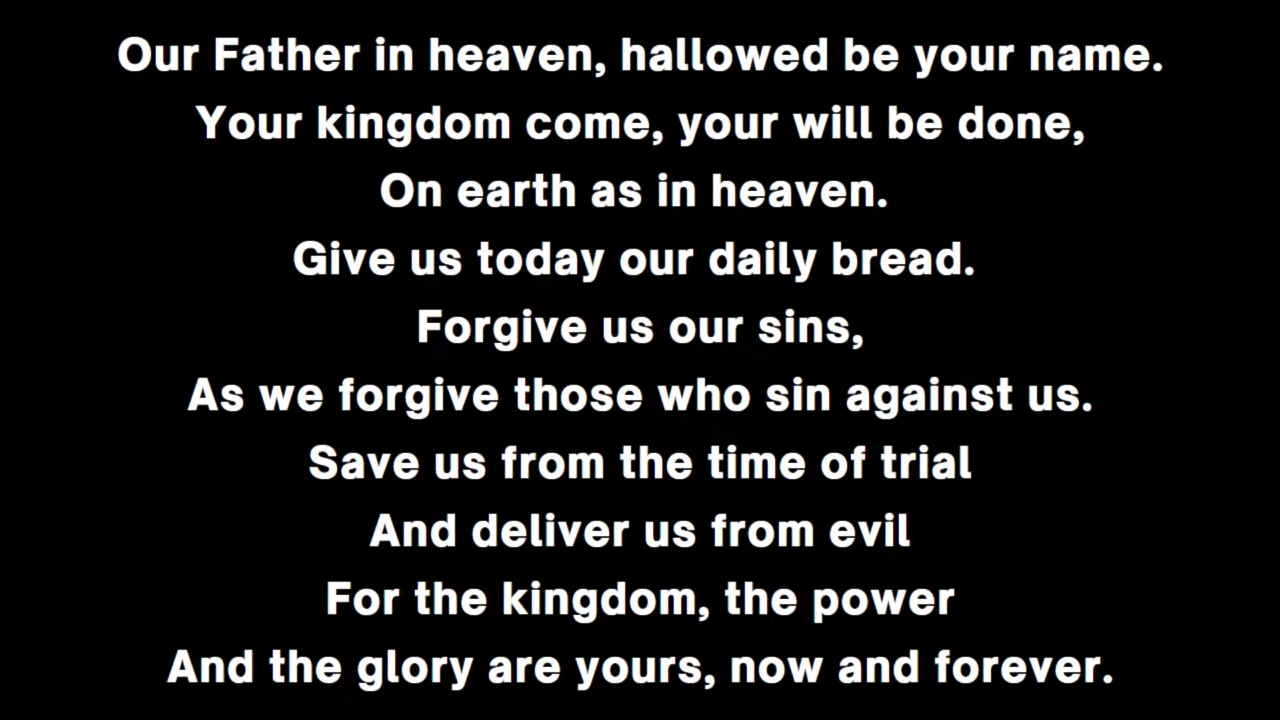 Our Father in heaven, hallowed be your name.
Your kingdom come, your will be done,
On earth as in heaven.
Give us today our daily bread.
Forgive us our sins,
As we forgive those who sin against us.
Save us from the time of trial
And deliver us from evil
For the kingdom, the power
And the glory are yours, now and forever.